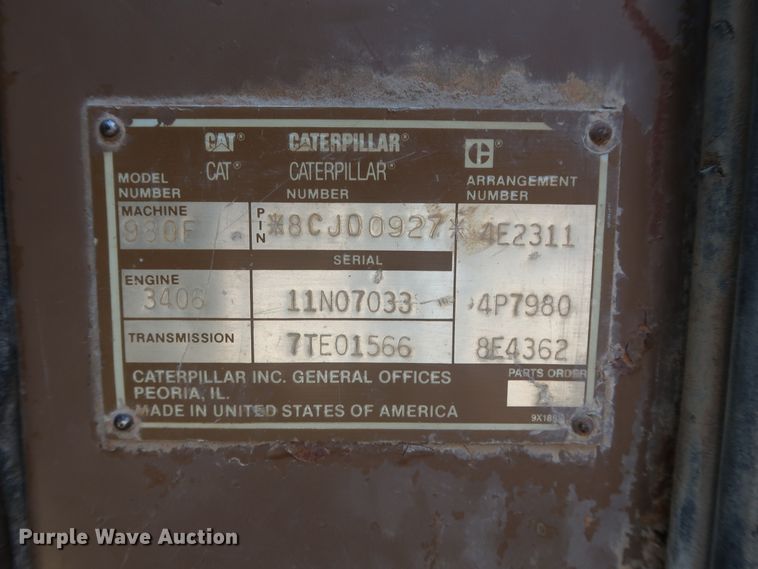 CAT® CATERPILLAR® C®
CAT® CATERPILLAR®
MODEL NUMBER
NUMBER
ARRANGEMENT NUMBER
MACHINE
980F
PIN
*8CJ00927*
4E2311
SERIAL
ENGINE
3406
11N07033
4P7980
TRANSMISSION
7TE01566
8E4362
CATERPILLAR INC. GENERAL OFFICES
PEORIA, IL.
MADE IN UNITED STATES OF AMERICA
PARTS ORDER
Purple Wave Auction®